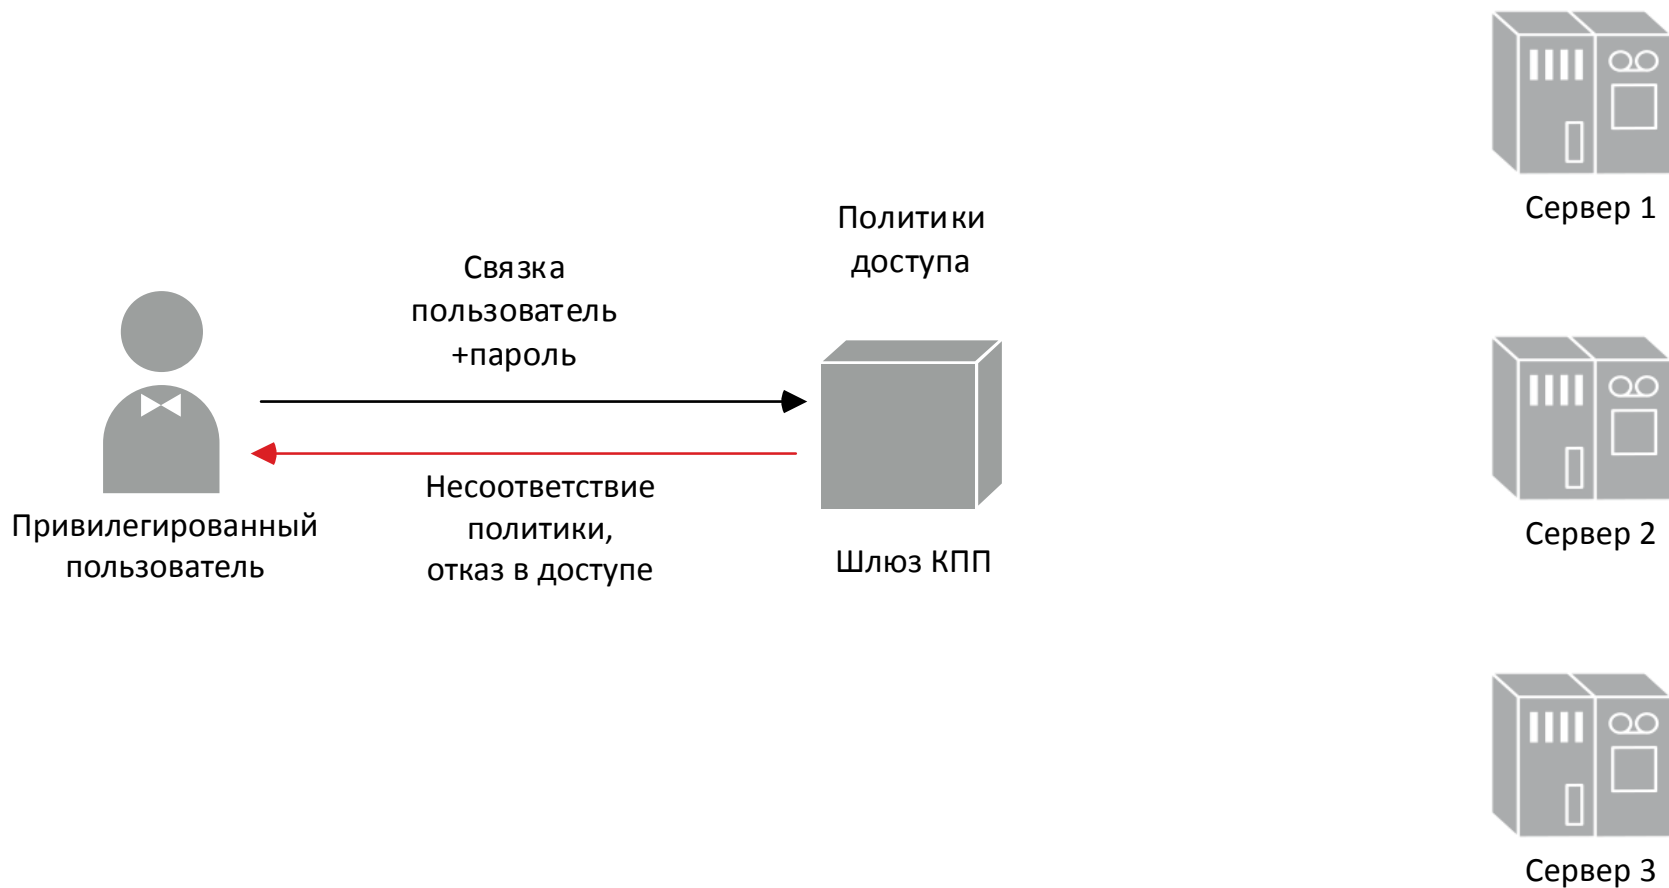 Связка
пользователь
+пароль
Несоответствие
политики,
отказ в доступе
Привилегированный
пользователь
Политики
доступа
Шлюз КПП
Сервер 1
Сервер 2
Сервер 3